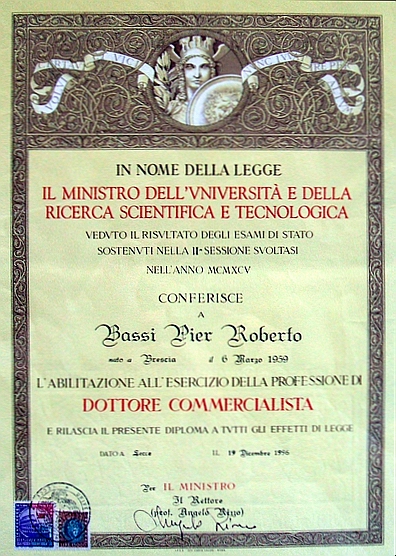 IN NOME DELLA LEGGE
IL MINISTRO DELL'VNIVERSITÀ E DELLA
RICERCA SCIENTIFICA E TECNOLOGICA
VEDVTO IL RISVLTATO DEGLI ESAMI DI STATO
SOSTENVTI NELLA II-SESSIONE SVOLTASI
NELL'ANNO MCMXCV
CONFERISCE
A
Bassi Pier Roberto
nato a Brescia il 6 Marzo 1959
L'ABILITAZIONE ALL'ESERCIZIO DELLA PROFESSIONE DI
DOTTORE COMMERCIALISTA
E RILASCIA IL PRESENTE DIPLOMA A TVTTI GLI EFFETTI DI LEGGE
DATO A Lecce IL 19 Dicembre 1996
Per IL MINISTRO
Il Rettore
(prof. Angelo Rizzo)